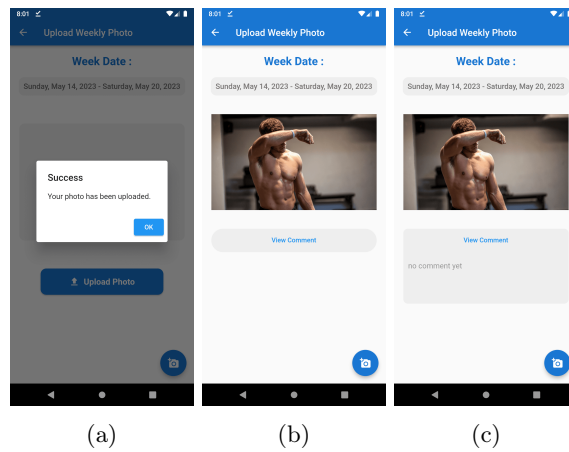 8:01
Upload Weekly Photo
Week Date :
Sunday, May 14, 2023 - Saturday, May 20, 2023
Success
Your photo has been uploaded.
OK
Upload Photo
(a)
8:01
Upload Weekly Photo
Week Date :
Sunday, May 14, 2023 - Saturday, May 20, 2023
View Comment
(b)
8:01
Upload Weekly Photo
Week Date :
Sunday, May 14, 2023 - Saturday, May 20, 2023
View Comment
no comment yet
(c)